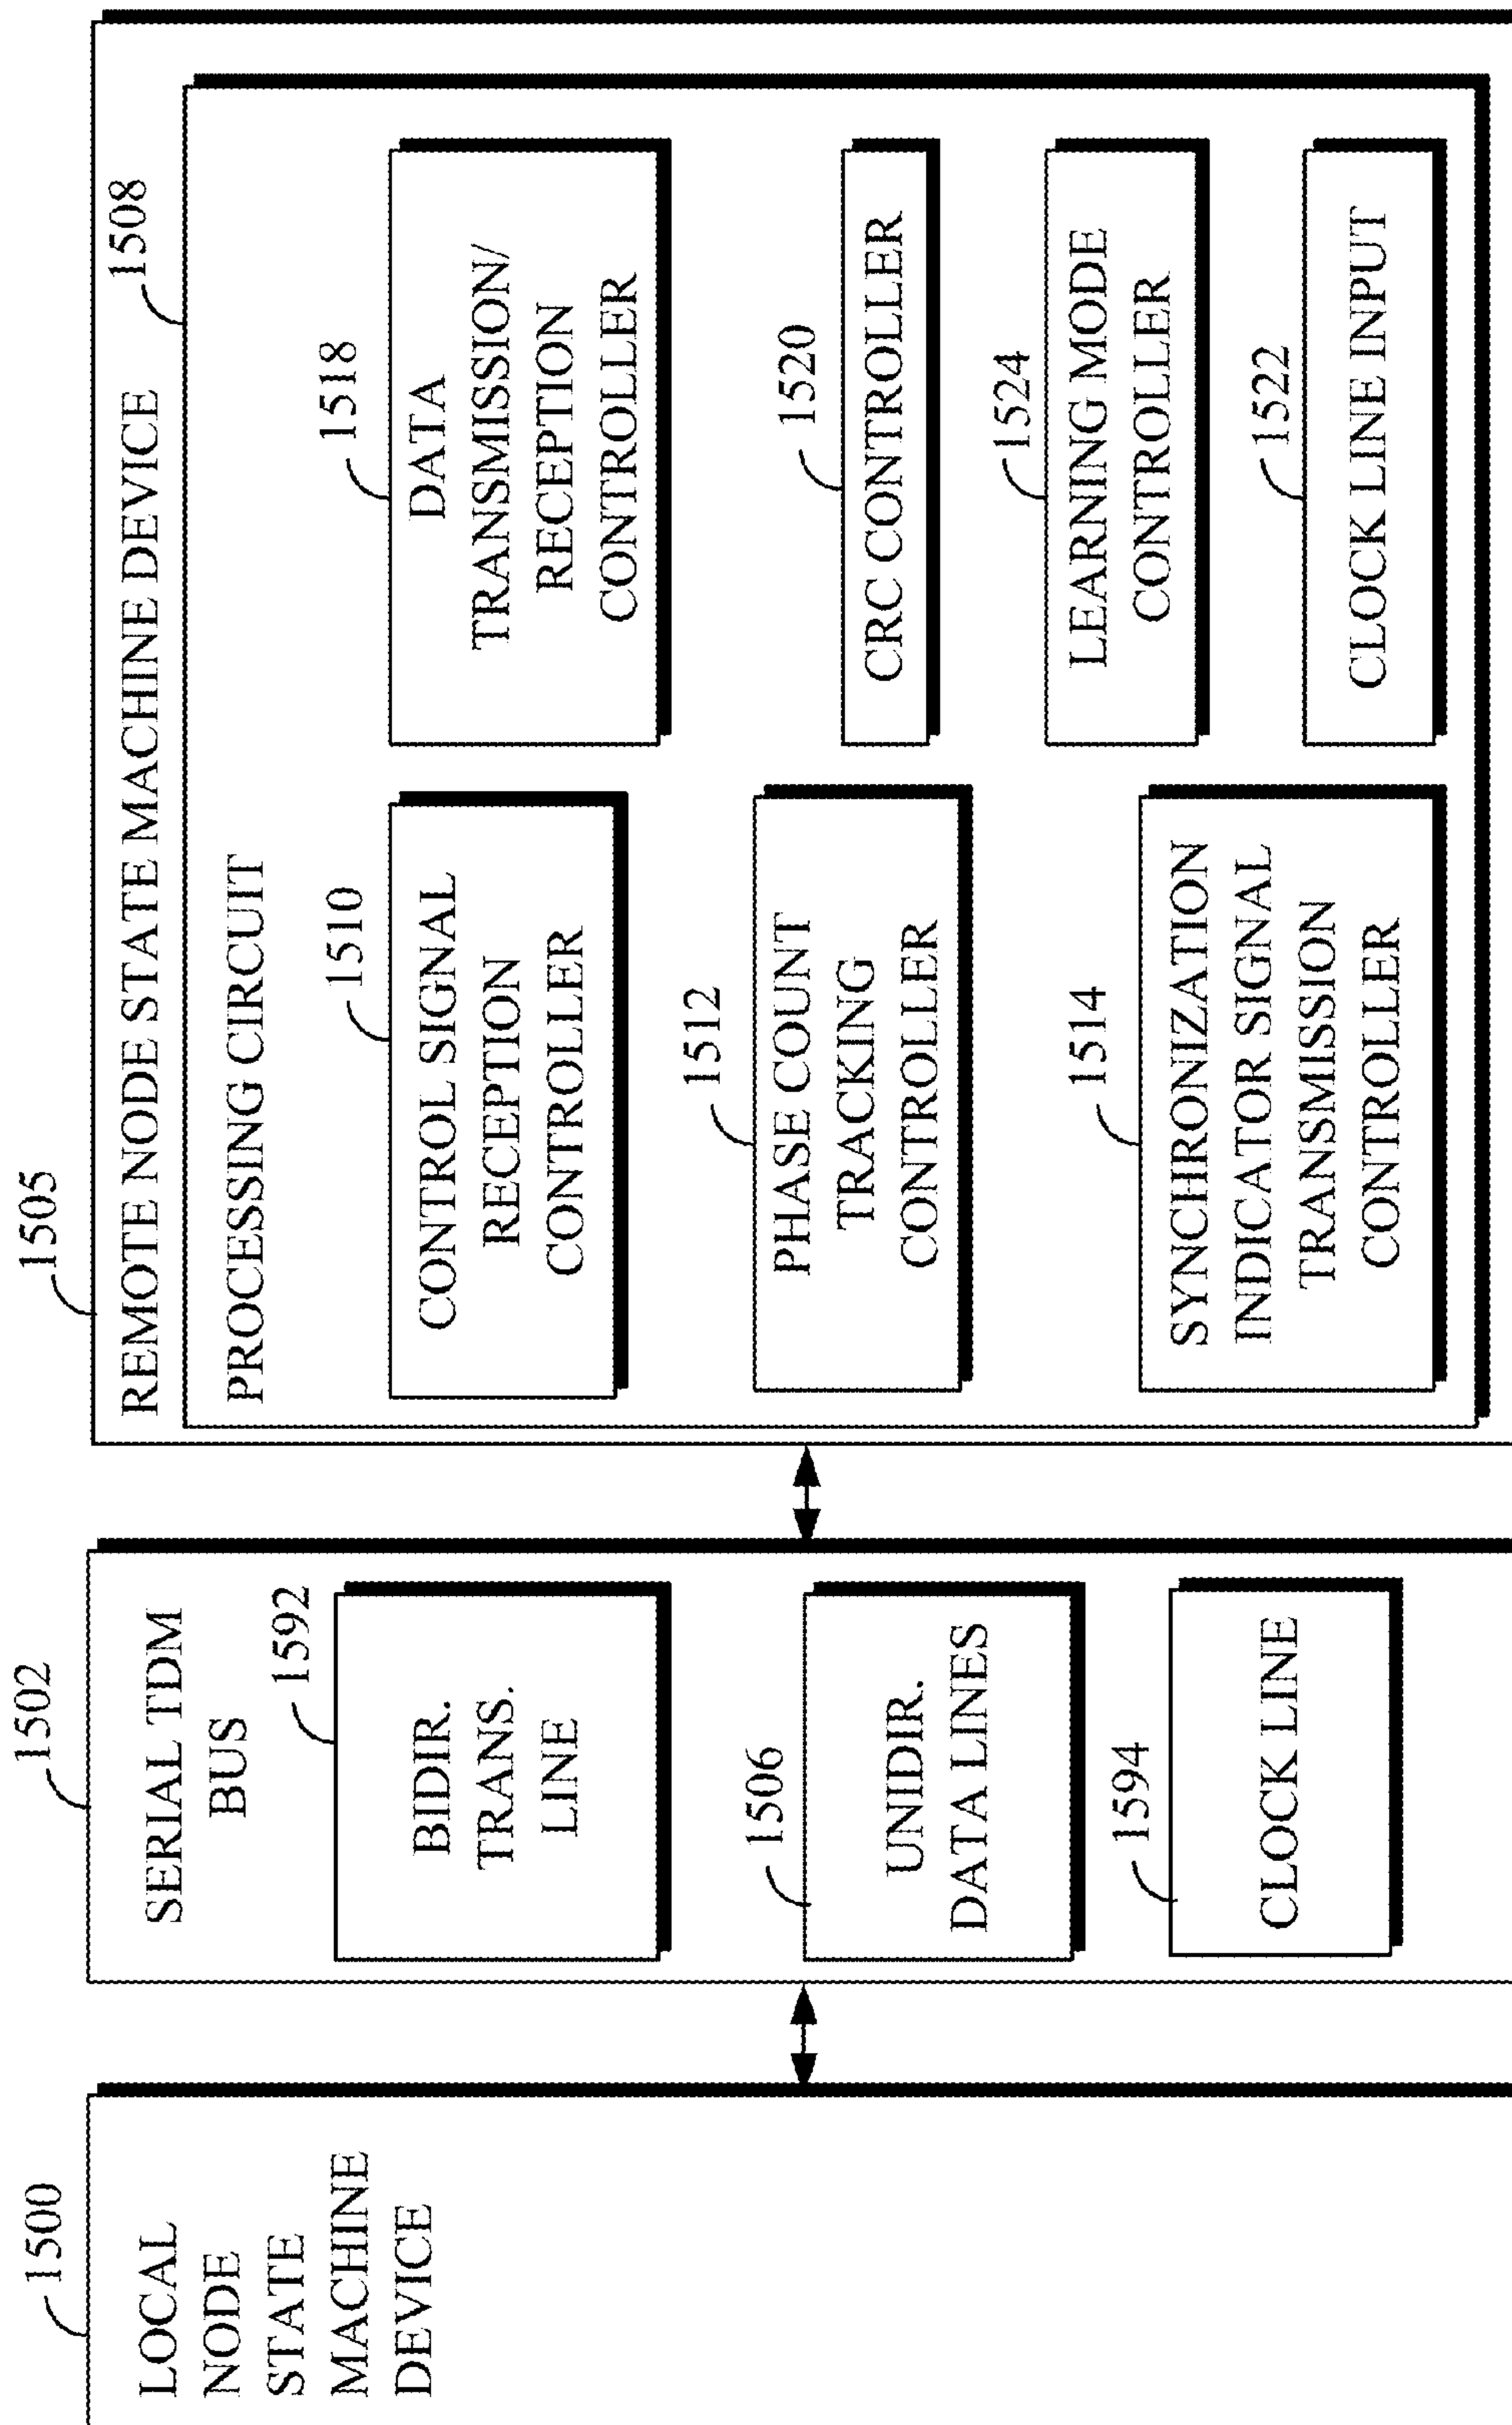 1500
LOCAL
NODE
STATE
MACHINE
DEVICE
1502
SERIAL TDM
BUS
1592
BIDIR.
TRANS.
LINE
1506
UNIDIR.
DATA LINES
1594
CLOCK LINE
1505
REMOTE NODE STATE MACHINE DEVICE
1508
PROCESSING CIRCUIT
1510
CONTROL SIGNAL
RECEPTION
CONTROLLER
1512
PHASE COUNT
TRACKING
CONTROLLER
1514
SYNCHRONIZATION
INDICATOR SIGNAL
TRANSMISSION
CONTROLLER
1518
DATA
TRANSMISSION/
RECEPTION
CONTROLLER
1520
CRC CONTROLLER
1524
LEARNING MODE
CONTROLLER
1522
CLOCK LINE INPUT